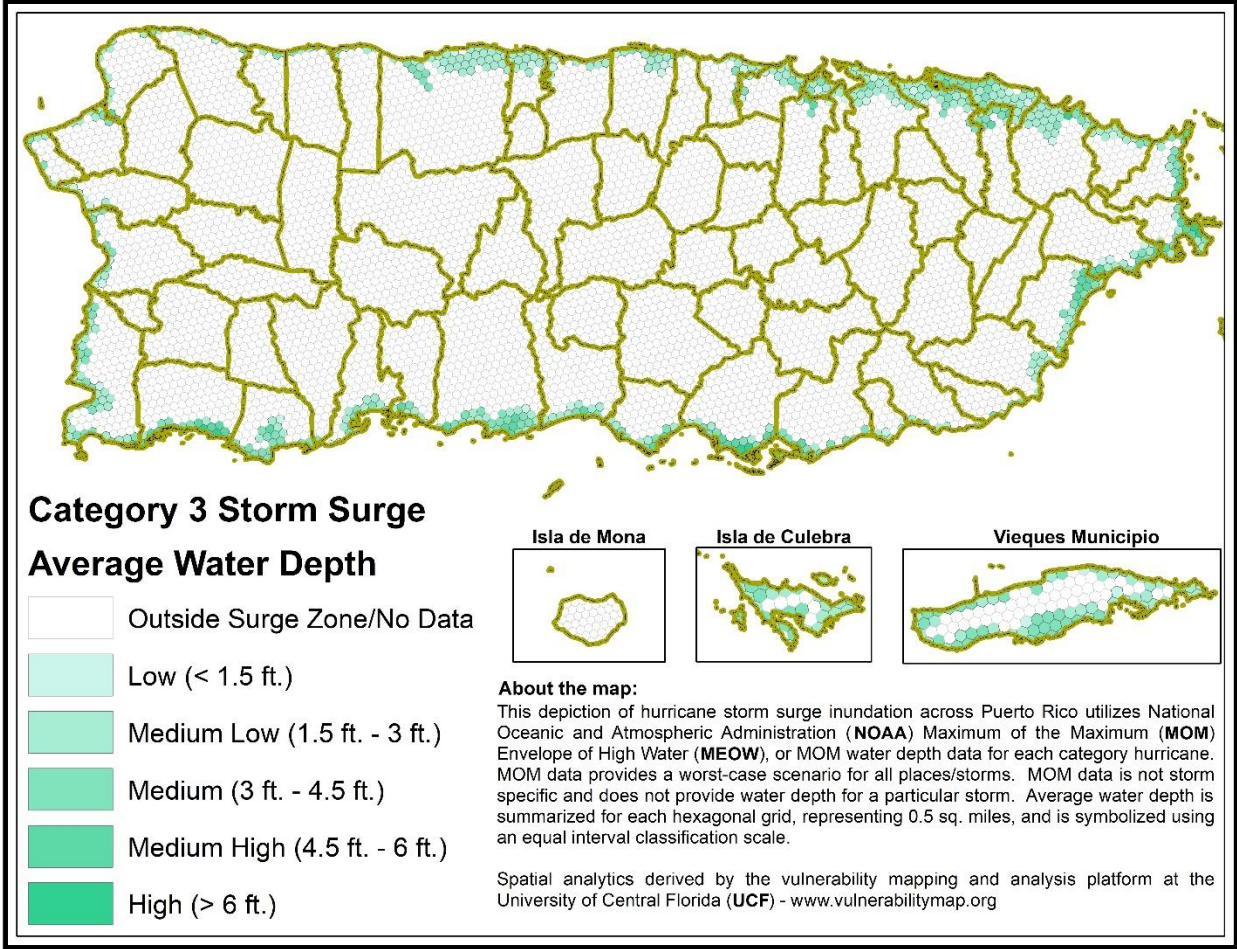 Category 3 Storm Surge
Average Water Depth
Outside Surge Zone/No Data
Low (< 1.5 ft.)
Medium Low (1.5 ft. - 3 ft.)
Medium (3 ft. - 4.5 ft.)
Medium High (4.5 ft. - 6 ft.)
High (> 6 ft.)
Isla de Mona
Isla de Culebra
Vieques Municipio
About the map:
This depiction of hurricane storm surge inundation across Puerto Rico utilizes National
Oceanic and Atmospheric Administration (NOAA) Maximum of the Maximum (MOM)
Envelope of High Water (MEOW), or MOM water depth data for each category hurricane.
MOM data provides a worst-case scenario for all places/storms. MOM data is not storm
specific and does not provide water depth for a particular storm. Average water depth is
summarized for each hexagonal grid, representing 0.5 sq. miles, and is symbolized using
an equal interval classification scale.
Spatial analytics derived by the vulnerability mapping and analysis platform at the
University of Central Florida (UCF) - www.vulnerabilitymap.org